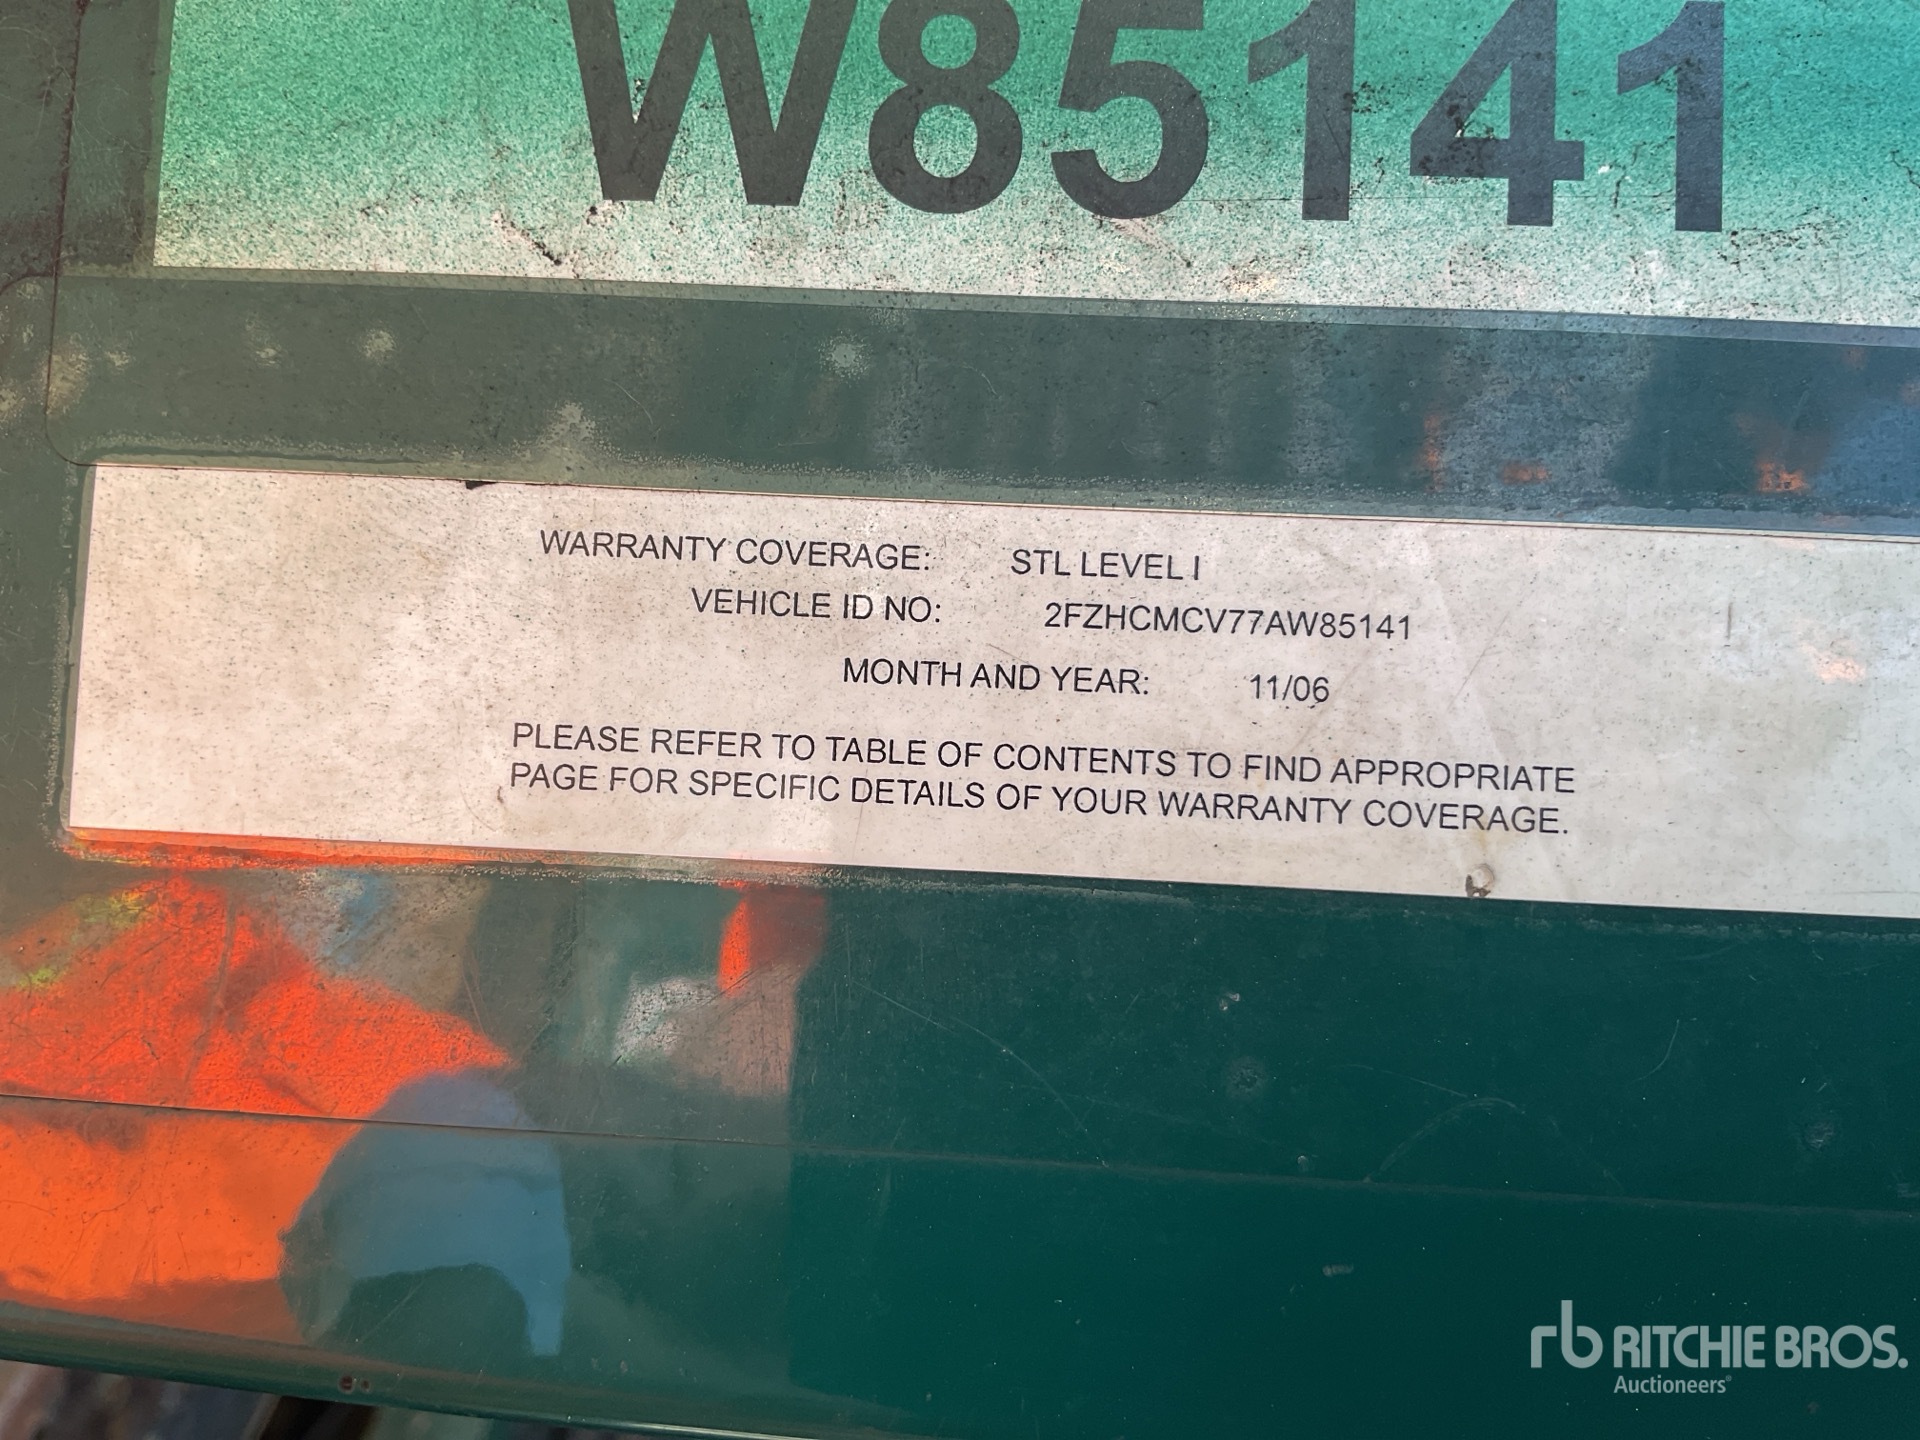 W85141
WARRANTY COVERAGE: STL LEVEL I
VEHICLE ID NO: 2FZHCMCV77AW85141
MONTH AND YEAR: 11/06
PLEASE REFER TO TABLE OF CONTENTS TO FIND APPROPRIATE
PAGE FOR SPECIFIC DETAILS OF YOUR WARRANTY COVERAGE.
rb RITCHIE BROS.
Auctioneers